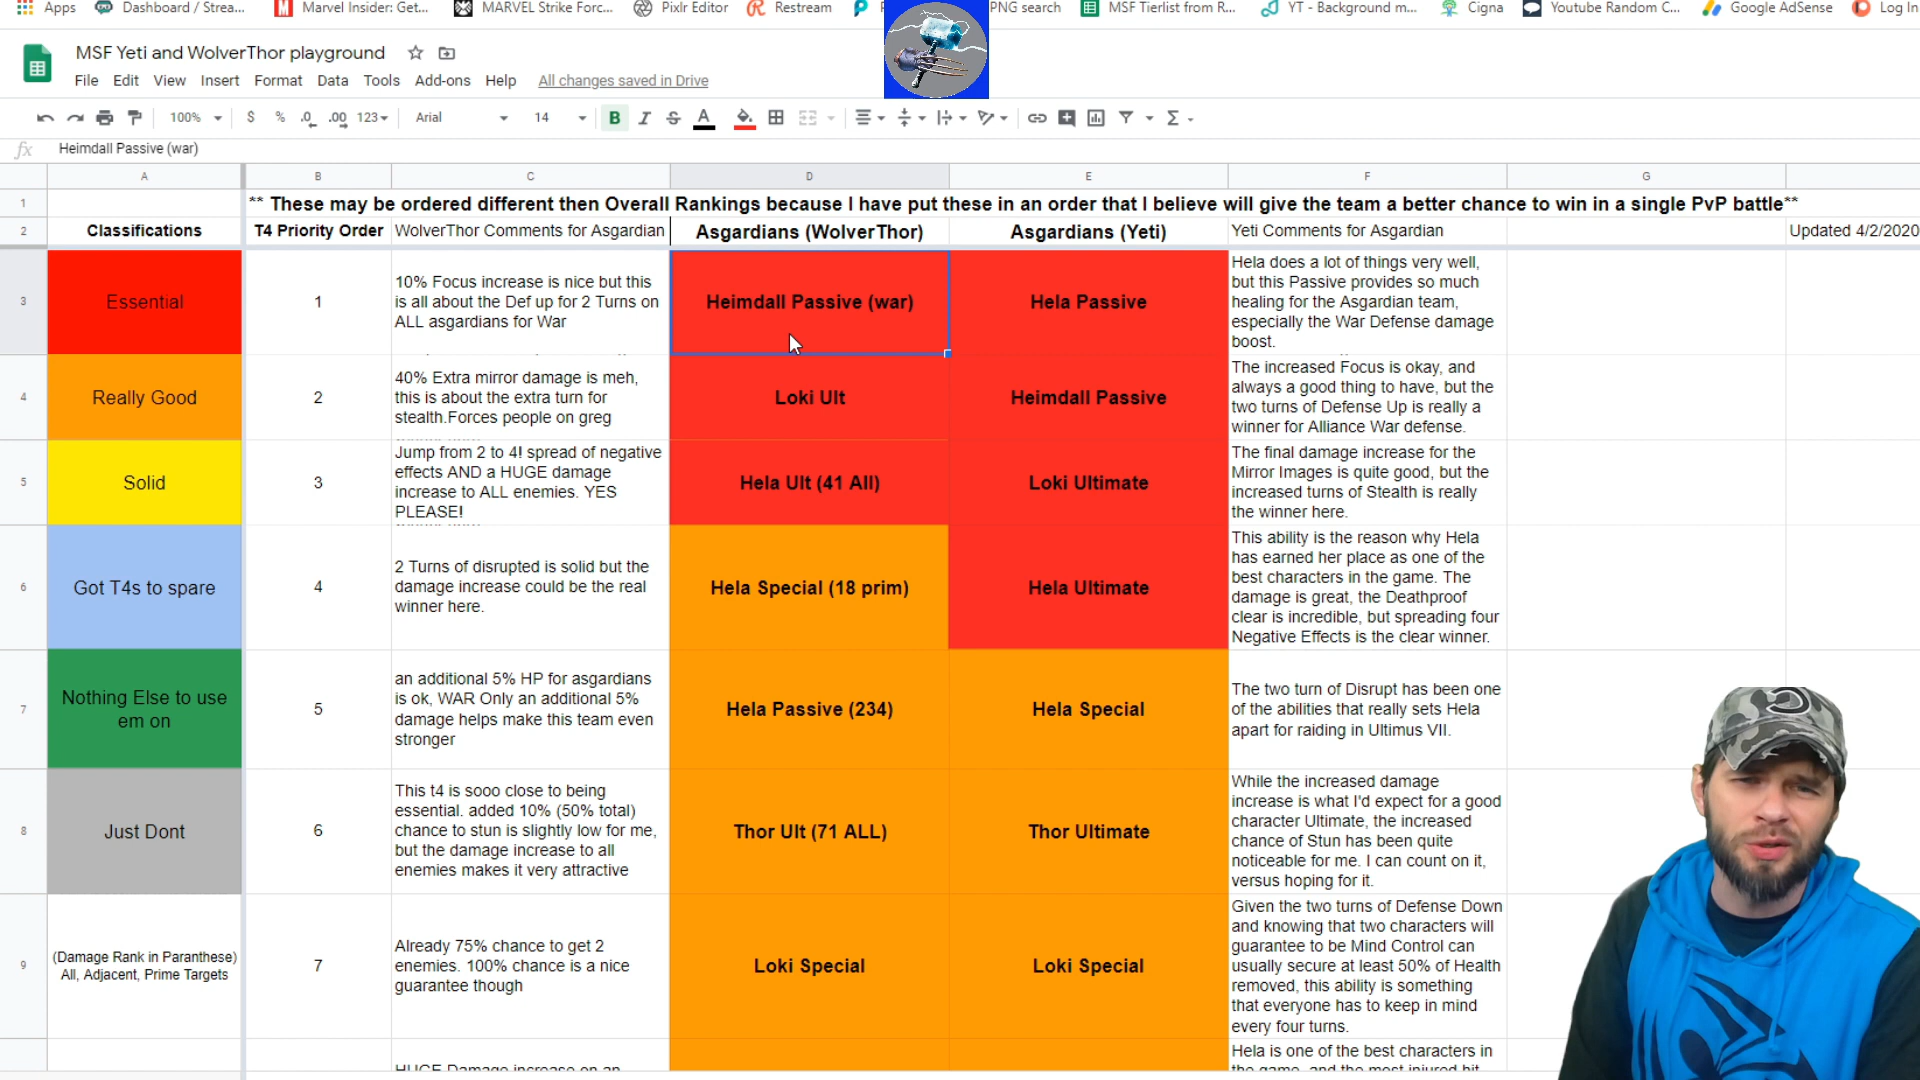 Apps Dashboard / Strea... Marvel Insider: Get... MARVEL Strike Forc... Pixlr Editor Restream PNG search MSF Tierlist from R... YT - Background m... Cigna Youtube Random C... Google AdSense Log In
MSF Yeti and WolverThor playground
File Edit View Insert Format Data Tools Add-ons Help All changes saved in Drive
100% $ % .0 .00 123 Arial 14 B I S A
fx Heimdall Passive (war)
A B C D E F G
1 ** These may be ordered different then Overall Rankings because I have put these in an order that I believe will give the team a better chance to win in a single PvP battle**
2 Classifications T4 Priority Order WolverThor Comments for Asgardian Asgardians (WolverThor) Asgardians (Yeti) Yeti Comments for Asgardian Updated 4/2/2020
3 Essential 1
10% Focus increase is nice but this
is all about the Def up for 2 Turns on
ALL asgardians for War
Heimdall Passive (war)
Hela Passive
Hela does a lot of things very well,
but this Passive provides so much
healing for the Asgardian team,
especially the War Defense damage
boost.
4 Really Good 2
40% Extra mirror damage is meh,
this is about the extra turn for
stealth.Forces people on greg
Loki Ult
Heimdall Passive
The increased Focus is okay, and
always a good thing to have, but the
two turns of Defense Up is really a
winner for Alliance War defense.
5 Solid 3
Jump from 2 to 4! spread of negative
effects AND a HUGE damage
increase to ALL enemies. YES
PLEASE!
Hela Ult (41 All)
Loki Ultimate
The final damage increase for the
Mirror Images is quite good, but the
increased turns of Stealth is really
the winner here.
6 Got T4s to spare 4
2 Turns of disrupted is solid but the
damage increase could be the real
winner here.
Hela Special (18 prim)
Hela Ultimate
This ability is the reason why Hela
has earned her place as one of the
best characters in the game. The
damage is great, the Deathproof
clear is incredible, but spreading four
Negative Effects is the clear winner.
7 Nothing Else to use
em on
5
an additional 5% HP for asgardians
is ok, WAR Only an additional 5%
damage helps make this team even
stronger
Hela Passive (234)
Hela Special
The two turn of Disrupt has been one
of the abilities that really sets Hela
apart for raiding in Ultimus VII.
8 Just Dont 6
This t4 is sooo close to being
essential. added 10% (50% total)
chance to stun is slightly low for me,
but the damage increase to all
enemies makes it very attractive
Thor Ult (71 ALL)
Thor Ultimate
While the increased damage
increase is what I'd expect for a good
character Ultimate, the increased
chance of Stun has been quite
noticeable for me. I can count on it,
versus hoping for it.
9 (Damage Rank in Paranthese)
All, Adjacent, Prime Targets
7
Already 75% chance to get 2
enemies. 100% chance is a nice
guarantee though
Loki Special
Loki Special
Given the two turns of Defense Down
and knowing that two characters will
guarantee to be Mind Control can
usually secure at least 50% of Health
removed, this ability is something
that everyone has to keep in mind
every four turns.
HUGE Damage increase on an
Hela is one of the best characters in
the game, and the most injured hit